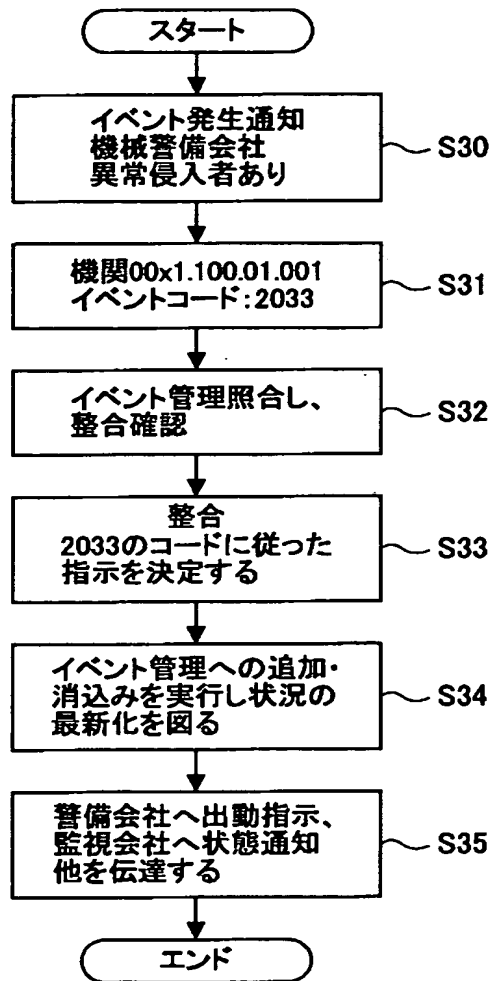 スタート
イベント発生通知
機械警備会社
異常侵入者あり
S30
機関00x1.100.01.001
イベントコード:2033
S31
イベント管理照合し、
整合確認
S32
整合
2033のコードに従った
指示を決定する
S33
イベント管理への追加・
消込みを実行し状況の
最新化を図る
S34
警備会社へ出動指示、
監視会社へ状態通知
他を伝達する
S35
エンド